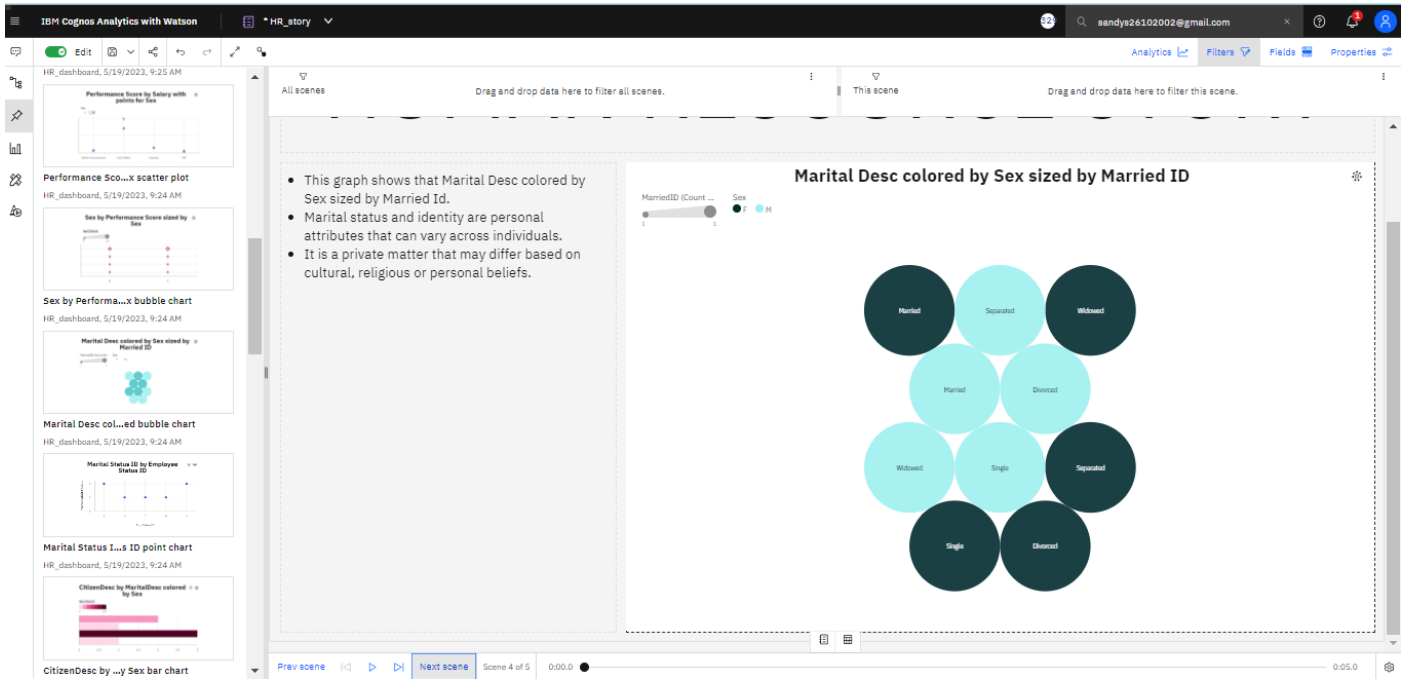 IBM Cognos Analytics with Watson
* HR_story
329
sandys26102002@gmail.com
1
Edit
Analytics
Filters
Fields
Properties
HR_dashboard, 5/19/2023, 9:25 AM
Performance Score by Salary with
points for Sex
Performance Sco...x scatter plot
HR_dashboard, 5/19/2023, 9:24 AM
Sex by Performance Score sized by
Sex
Sex by Performa...x bubble chart
HR_dashboard, 5/19/2023, 9:24 AM
Marital Desc colored by Sex sized by
Married ID
Marital Desc col...ed bubble chart
HR_dashboard, 5/19/2023, 9:24 AM
Marital Status ID by Employee
Status ID
Marital Status I...s ID point chart
HR_dashboard, 5/19/2023, 9:24 AM
CitizenDesc by MaritalDesc colored
by Sex
CitizenDesc by ...y Sex bar chart
All scenes
Drag and drop data here to filter all scenes.
This scene
Drag and drop data here to filter this scene.
• This graph shows that Marital Desc colored by
Sex sized by Married Id.
• Marital status and identity are personal
attributes that can vary across individuals.
• It is a private matter that may differ based on
cultural, religious or personal beliefs.
Marital Desc colored by Sex sized by Married ID
MarriedID (Count ...
1 1
Sex
F M
Married
Separated
Widowed
Married
Divorced
Widowed
Single
Separated
Single
Divorced
Prev scene
Next scene
Scene 4 of 5
0:00.0
0:05.0